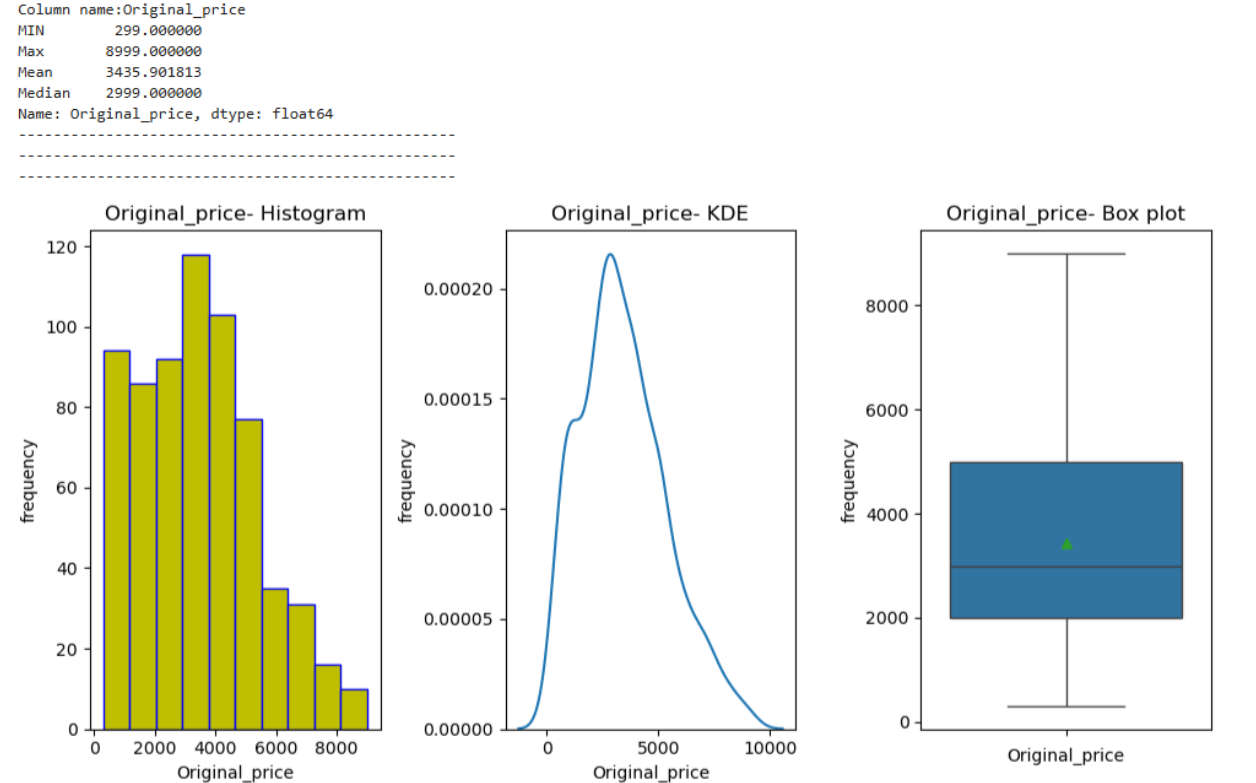 Column name:Original_price
MIN 299.000000
Max 8999.000000
Mean 3435.901813
Median 2999.000000
Name: Original_price, dtype: float64
--------------------------------------------------
--------------------------------------------------
--------------------------------------------------
Original_price- Histogram
120
100
80
60
40
20
0
frequency
0 2000 4000 6000 8000
Original_price
Original_price- KDE
0.00020
0.00015
0.00010
0.00005
0.00000
frequency
0 5000 10000
Original_price
Original_price- Box plot
8000
6000
4000
2000
0
frequency
Original_price